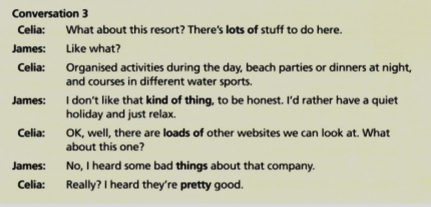 Conversation 3
Celia: What about this resort? There's lots of stuff to do here.
James: Like what?
Celia: Organised activities during the day, beach parties or dinners at night,
and courses in different water sports.
James: I don't like that kind of thing, to be honest. I'd rather have a quiet
holiday and just relax.
Celia: OK, well, there are loads of other websites we can look at. What
about this one?
James: No, I heard some bad things about that company.
Celia: Really? I heard they're pretty good.